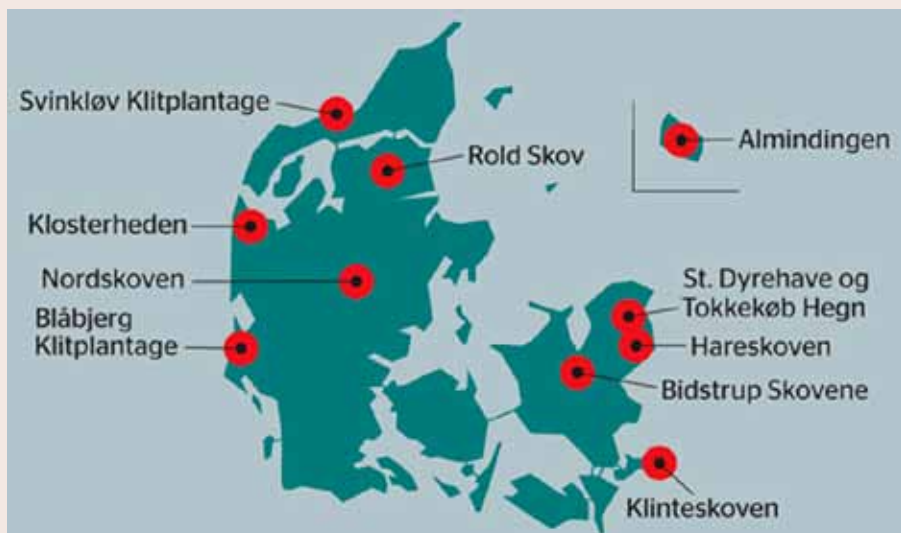 Svinkløv Klitplantage
Rold Skov
Almindingen
Klosterheden
Nordskoven
Blåbjerg
Klitplantage
St. Dyrehave og
Tokkekøb Hegn
Hareskoven
Bidstrup Skovene
Klinteskoven